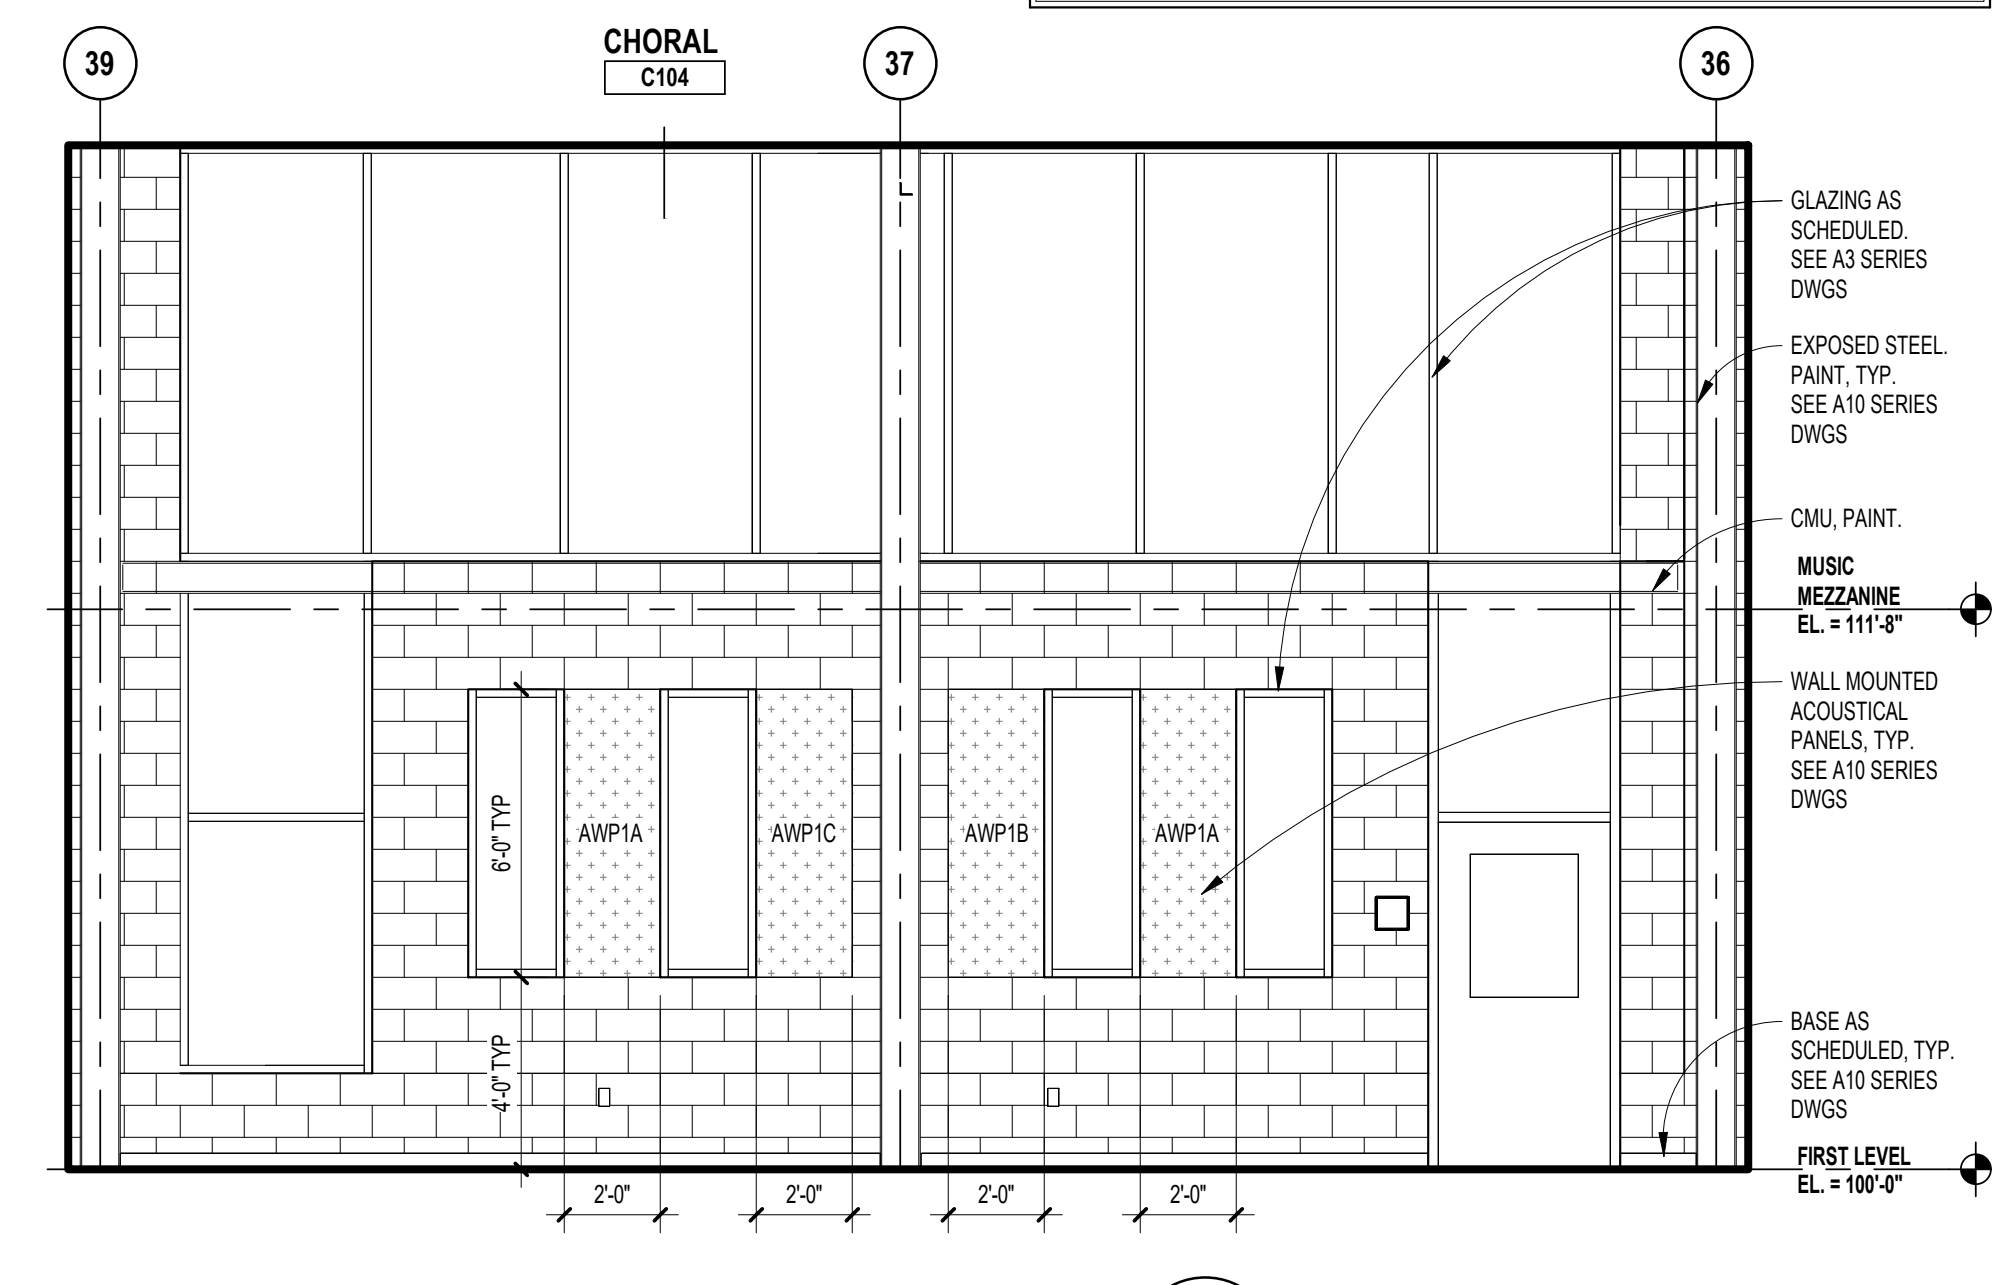 39
CHORAL
C104
37
36
GLAZING AS
SCHEDULED.
SEE A3 SERIES
DWGS
EXPOSED STEEL.
PAINT, TYP.
SEE A10 SERIES
DWGS
CMU, PAINT.
MUSIC
MEZZANINE
EL. = 111'-8"
WALL MOUNTED
ACOUSTICAL
PANELS, TYP.
SEE A10 SERIES
DWGS
6'-0" TYP
AWP1A
AWP1C
AWP1B
AWP1A
4'-0" TYP
BASE AS
SCHEDULED, TYP.
SEE A10 SERIES
DWGS
FIRST LEVEL
EL. = 100'-0"
2'-0"
2'-0"
2'-0"
2'-0"